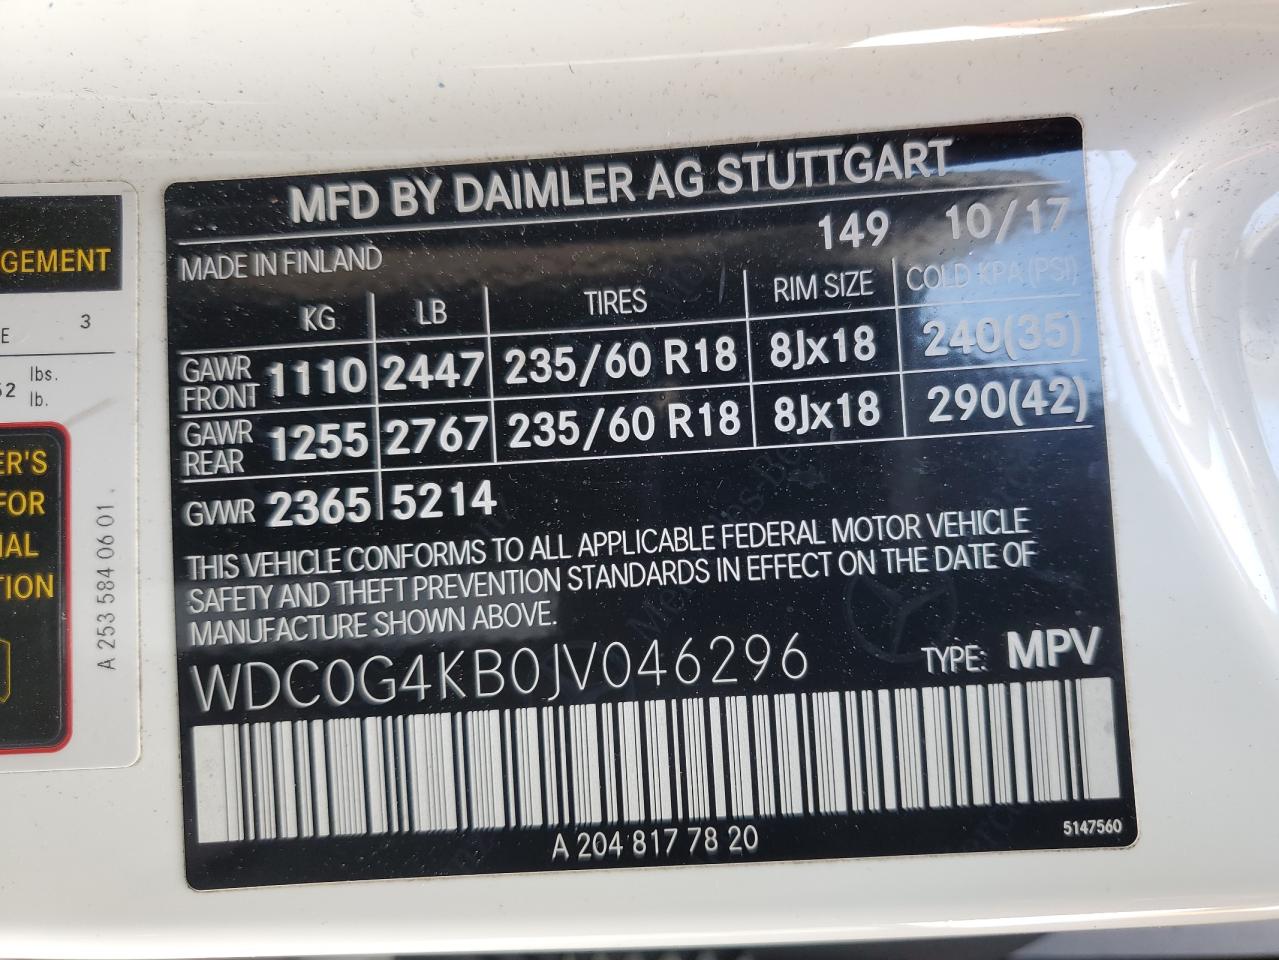 GEMENT
E 3
52 lbs.
lb.
ER'S
FOR
IAL
TION
A 253 584 06 01
MFD BY DAIMLER AG STUTTGART
MADE IN FINLAND 149 10/17
KG LB TIRES RIM SIZE COLD KPA (PSI)
GAWR FRONT 1110 2447 235/60 R18 8Jx18 240(35)
GAWR REAR 1255 2767 235/60 R18 8Jx18 290(42)
GVWR 2365 5214
THIS VEHICLE CONFORMS TO ALL APPLICABLE FEDERAL MOTOR VEHICLE
SAFETY AND THEFT PREVENTION STANDARDS IN EFFECT ON THE DATE OF
MANUFACTURE SHOWN ABOVE.
WDC0G4KB0JV046296 TYPE: MPV
A 204 817 78 20 5147560